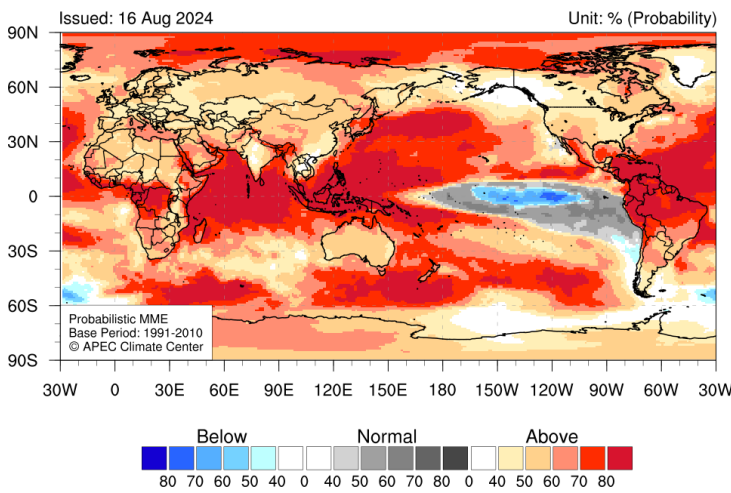 Issued: 16 Aug 2024 Unit: % (Probability)
90N
60N
30N
0
30S
60S
90S
Probabilistic MME
Base Period: 1991-2010
© APEC Climate Center
30W 0 30E 60E 90E 120E 150E 180 150W 120W 90W 60W 30W
Below Normal Above
80 70 60 50 40 0 40 50 60 70 80 0 40 50 60 70 80